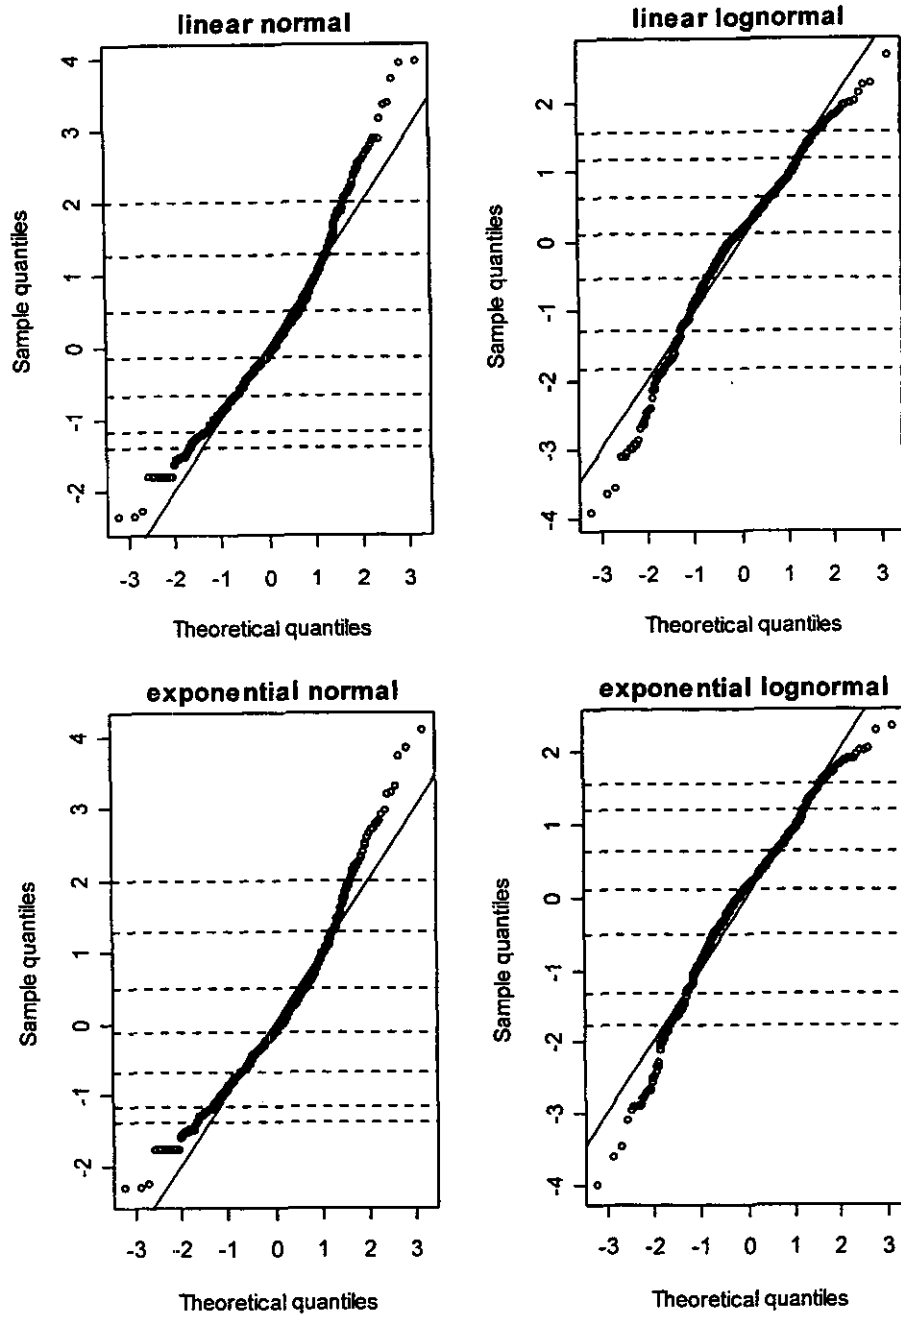 linear normal
4
3
2
1
0
-1
-2
Sample quantiles
-3 -2 -1 0 1 2 3
Theoretical quantiles
linear lognormal
2
1
0
-1
-2
-3
-4
Sample quantiles
-3 -2 -1 0 1 2 3
Theoretical quantiles
exponential normal
4
3
2
1
0
-1
-2
Sample quantiles
-3 -2 -1 0 1 2 3
Theoretical quantiles
exponential lognormal
2
1
0
-1
-2
-3
-4
Sample quantiles
-3 -2 -1 0 1 2 3
Theoretical quantiles